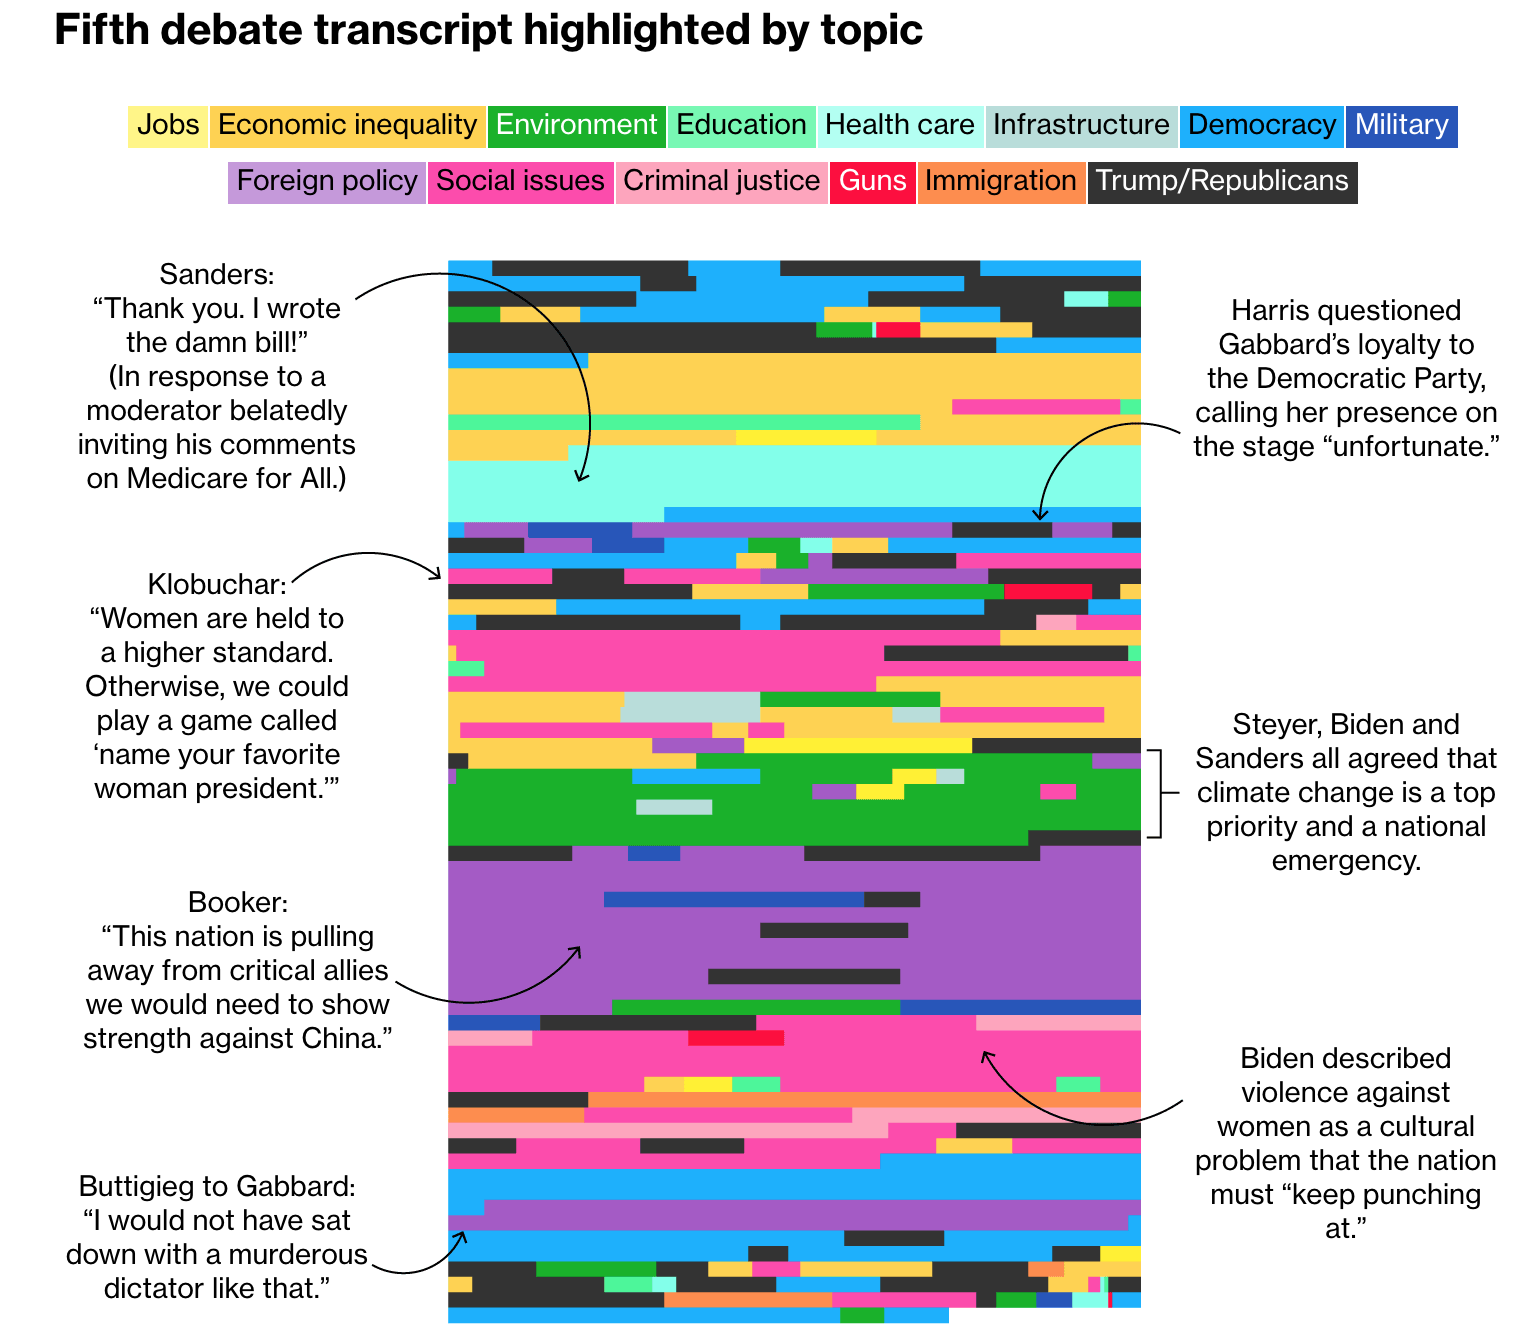 Fifth debate transcript highlighted by topic
Jobs Economic inequality Environment Education Health care Infrastructure Democracy Military
Foreign policy Social issues Criminal justice Guns Immigration Trump/Republicans
Sanders:
“Thank you. I wrote
the damn bill!”
(In response to a
moderator belatedly
inviting his comments
on Medicare for All.)
Harris questioned
Gabbard’s loyalty to
the Democratic Party,
calling her presence on
the stage “unfortunate.”
Klobuchar:
“Women are held to
a higher standard.
Otherwise, we could
play a game called
‘name your favorite
woman president.’”
Steyer, Biden and
Sanders all agreed that
climate change is a top
priority and a national
emergency.
Booker:
“This nation is pulling
away from critical allies
we would need to show
strength against China.”
Biden described
violence against
women as a cultural
problem that the nation
must “keep punching
at.”
Buttigieg to Gabbard:
“I would not have sat
down with a murderous
dictator like that.”